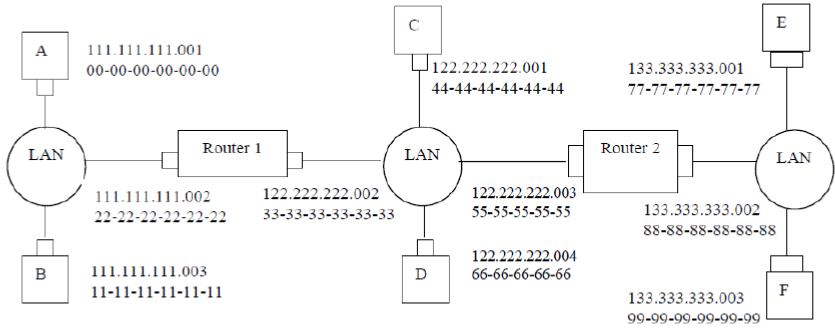 A
111.111.111.001
00-00-00-00-00-00
C
122.222.222.001
44-44-44-44-44-44
E
133.333.333.001
77-77-77-77-77-77
LAN
Router 1
LAN
Router 2
LAN
111.111.111.002
22-22-22-22-22-22
122.222.222.002
33-33-33-33-33-33
122.222.222.003
55-55-55-55-55
133.333.333.002
88-88-88-88-88-88
B
111.111.111.003
11-11-11-11-11-11
D
122.222.222.004
66-66-66-66-66
F
133.333.333.003
99-99-99-99-99-99